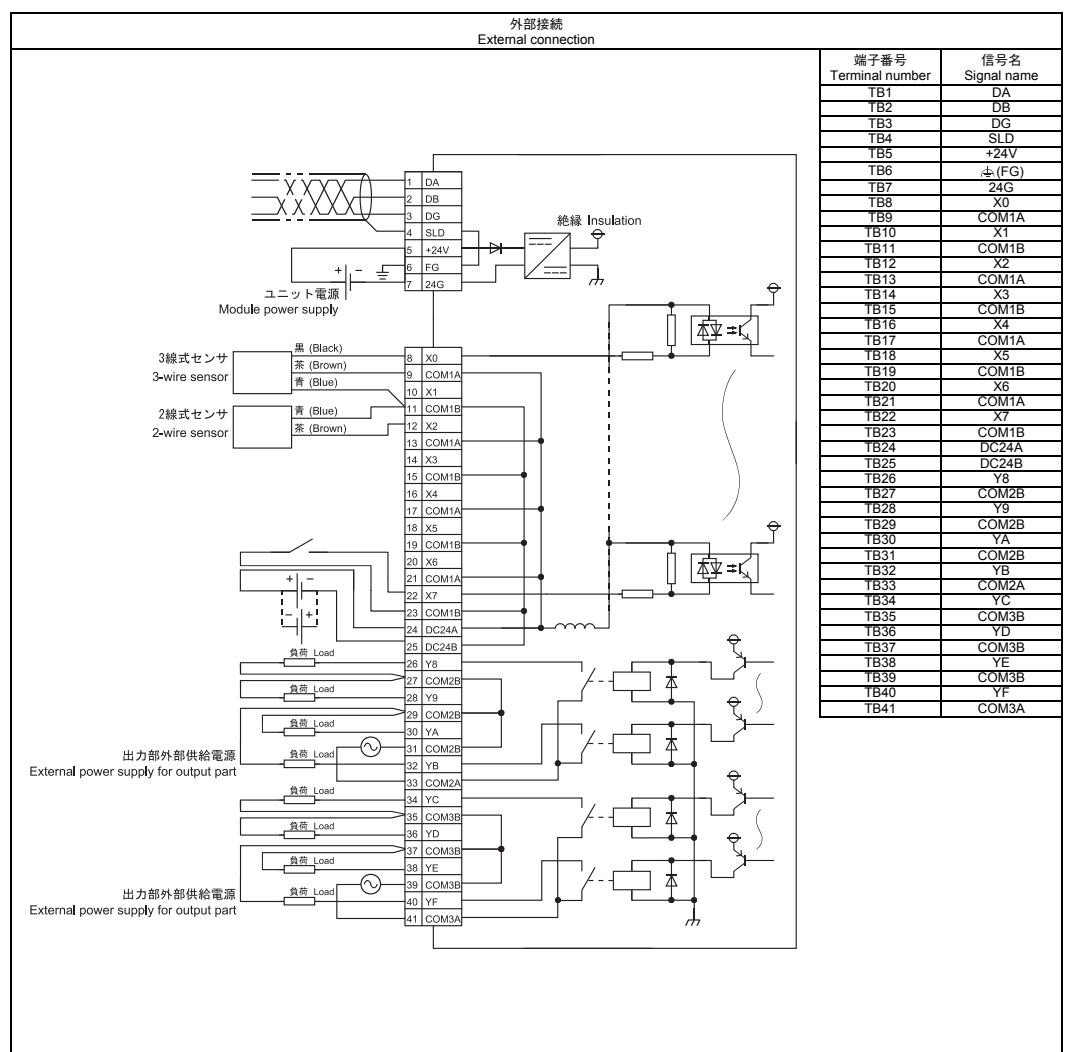 外部接続
External connection
端子番号 信号名
Terminal number Signal name
TB1 DA
TB2 DB
TB3 DG
TB4 SLD
TB5 +24V
TB6 (FG)
TB7 24G
TB8 X0
TB9 COM1A
TB10 X1
TB11 COM1B
TB12 X2
TB13 COM1A
TB14 X3
TB15 COM1B
TB16 X4
TB17 COM1A
TB18 X5
TB19 COM1B
TB20 X6
TB21 COM1A
TB22 X7
TB23 COM1B
TB24 DC24A
TB25 DC24B
TB26 Y8
TB27 COM2B
TB28 Y9
TB29 COM2B
TB30 YA
TB31 COM2B
TB32 YB
TB33 COM2A
TB34 YC
TB35 COM3B
TB36 YD
TB37 COM3B
TB38 YE
TB39 COM3B
TB40 YF
TB41 COM3A
1 DA
2 DB
3 DG
4 SLD
5 +24V
6 FG
7 24G
絶縁 Insulation
+ −
ユニット電源
Module power supply
3線式センサ
3-wire sensor
黒 (Black)
茶 (Brown)
青 (Blue)
2線式センサ
2-wire sensor
青 (Blue)
茶 (Brown)
8 X0
9 COM1A
10 X1
11 COM1B
12 X2
13 COM1A
14 X3
15 COM1B
16 X4
17 COM1A
18 X5
19 COM1B
20 X6
21 COM1A
22 X7
23 COM1B
24 DC24A
25 DC24B
26 Y8
27 COM2B
28 Y9
29 COM2B
30 YA
31 COM2B
32 YB
33 COM2A
34 YC
35 COM3B
36 YD
37 COM3B
38 YE
39 COM3B
40 YF
41 COM3A
+ −
− +
負荷 Load
負荷 Load
負荷 Load
負荷 Load
出力部外部供給電源
External power supply for output part
負荷 Load
負荷 Load
負荷 Load
負荷 Load
出力部外部供給電源
External power supply for output part